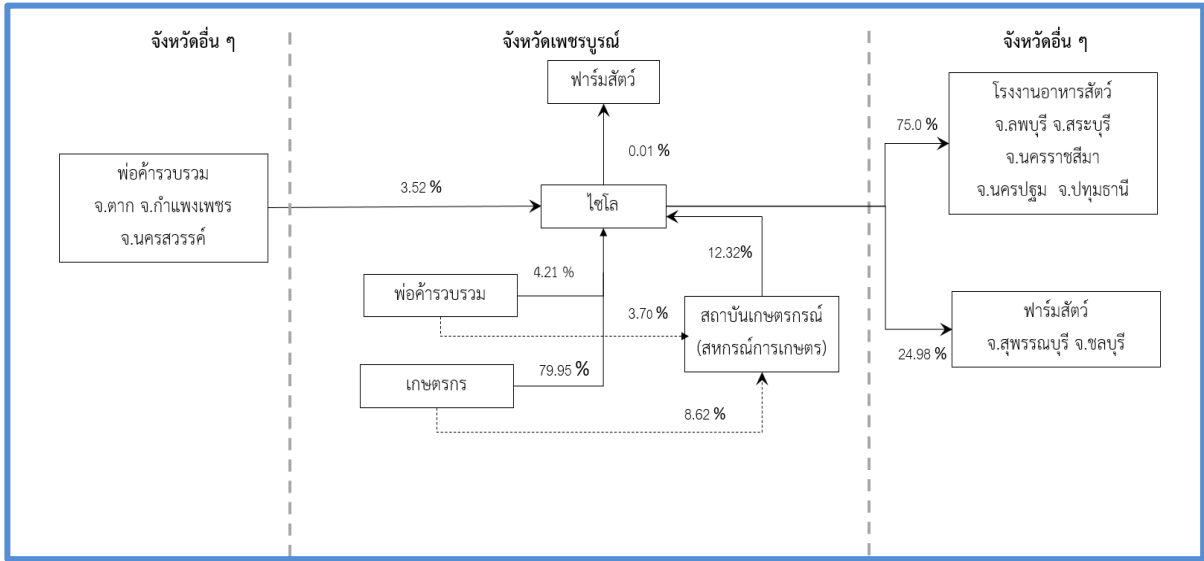 จังหวัดอื่น ๆ
จังหวัดเพชรบูรณ์
จังหวัดอื่น ๆ
ฟาร์มสัตว์
0.01 %
พ่อค้ารวบรวม
จ.ตาก จ.กำแพงเพชร
จ.นครสวรรค์
3.52 %
ไซโล
4.21 %
พ่อค้ารวบรวม
3.70 %
12.32%
สถาบันเกษตรกรณ์
(สหกรณ์การเกษตร)
เกษตรกร
79.95 %
8.62 %
75.0 %
โรงงานอาหารสัตว์
จ.ลพบุรี จ.สระบุรี
จ.นครราชสีมา
จ.นครปฐม จ.ปทุมธานี
24.98 %
ฟาร์มสัตว์
จ.สุพรรณบุรี จ.ชลบุรี